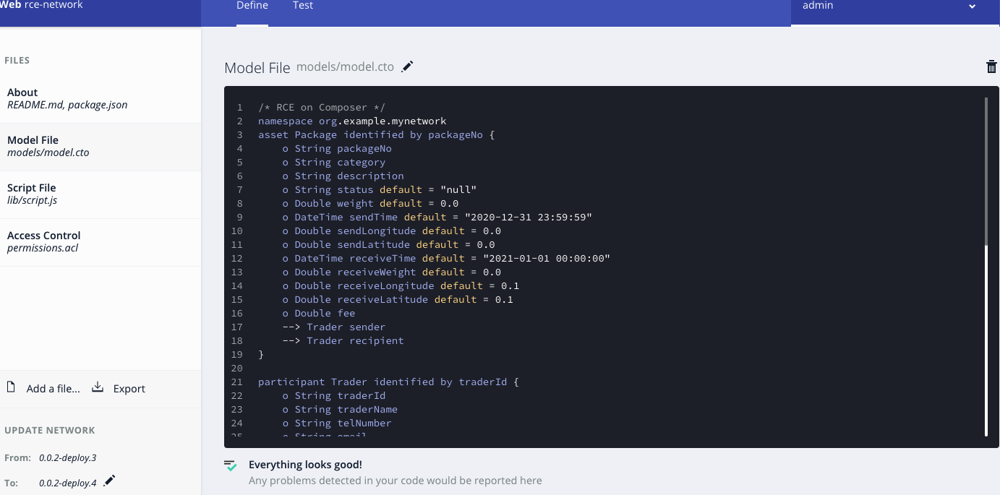 Web rce-network
Define
Test
admin
FILES
About
README.md, package.json
Model File
models/model.cto
Script File
lib/script.js
Access Control
permissions.acl
Add a file...
Export
UPDATE NETWORK
From: 0.0.2-deploy.3
To: 0.0.2-deploy.4
Model File models/model.cto
1 /* RCE on Composer */
2 namespace org.example.mynetwork
3 asset Package identified by packageNo {
4 o String packageNo
5 o String category
6 o String description
7 o String status default = "null"
8 o Double weight default = 0.0
9 o DateTime sendTime default = "2020-12-31 23:59:59"
10 o Double sendLongitude default = 0.0
11 o Double sendLatitude default = 0.0
12 o DateTime receiveTime default = "2021-01-01 00:00:00"
13 o Double receiveWeight default = 0.0
14 o Double receiveLongitude default = 0.1
15 o Double receiveLatitude default = 0.1
16 o Double fee
17 --> Trader sender
18 --> Trader recipient
19 }
20
21 participant Trader identified by traderId {
22 o String traderId
23 o String traderName
24 o String telNumber
25 o String email
Everything looks good!
Any problems detected in your code would be reported here